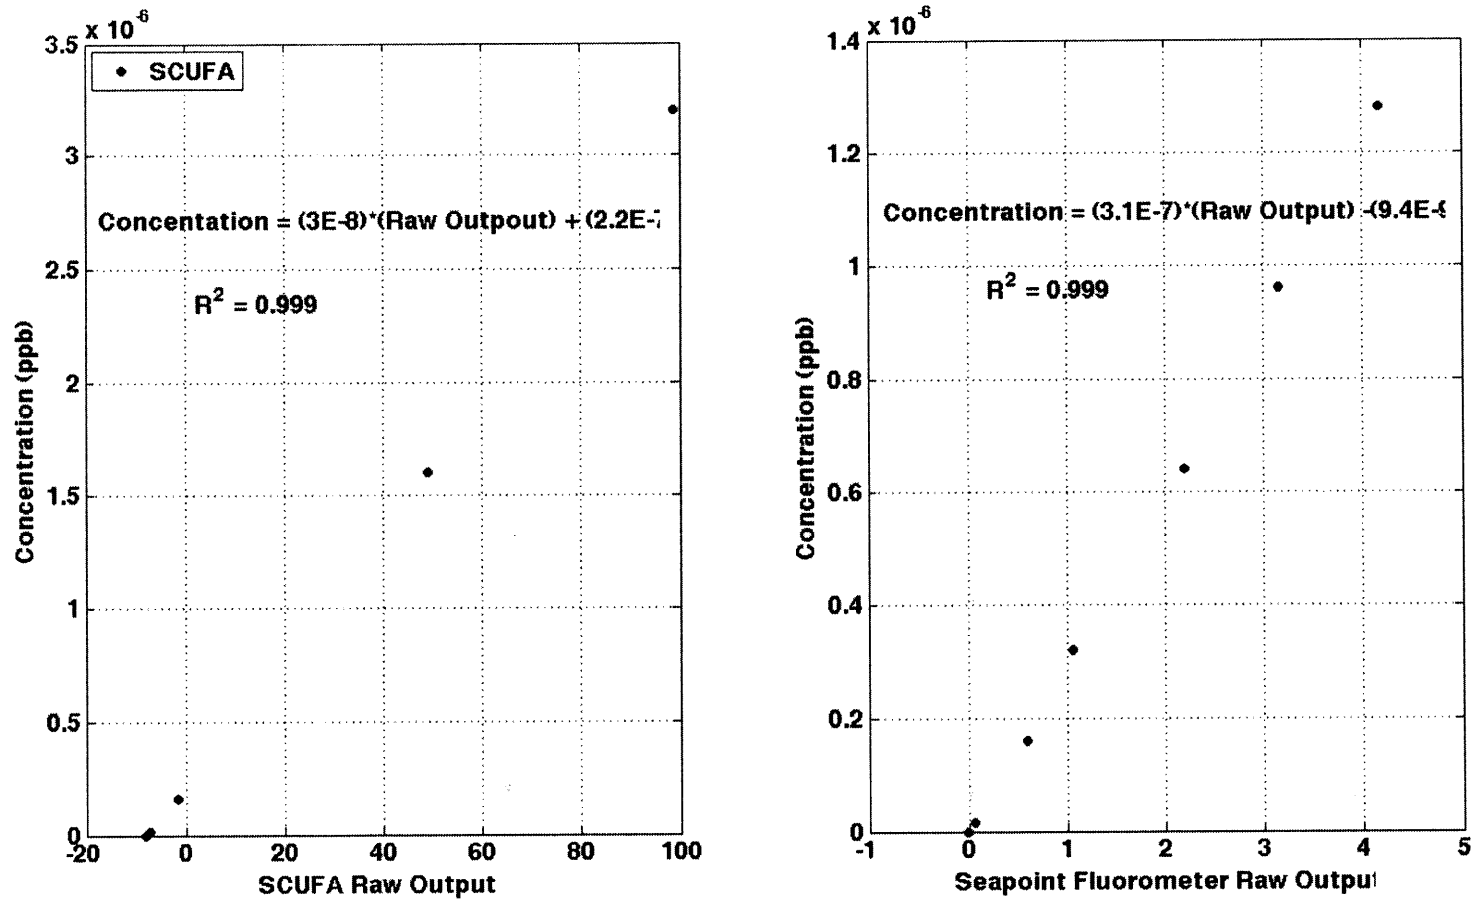 x 10^-6
3.5
SCUFA
3
Concentation = (3E-8)*(Raw Outpout) + (2.2E-
2.5
R^2 = 0.999
2
1.5
1
0.5
0
-20 0 20 40 60 80 100
Concentration (ppb)
SCUFA Raw Output
x 10^-6
1.4
1.2
Concentration = (3.1E-7)*(Raw Output) -(9.4E-
1
R^2 = 0.999
0.8
0.6
0.4
0.2
0
-1 0 1 2 3 4 5
Concentration (ppb)
Seapoint Fluorometer Raw Outpu